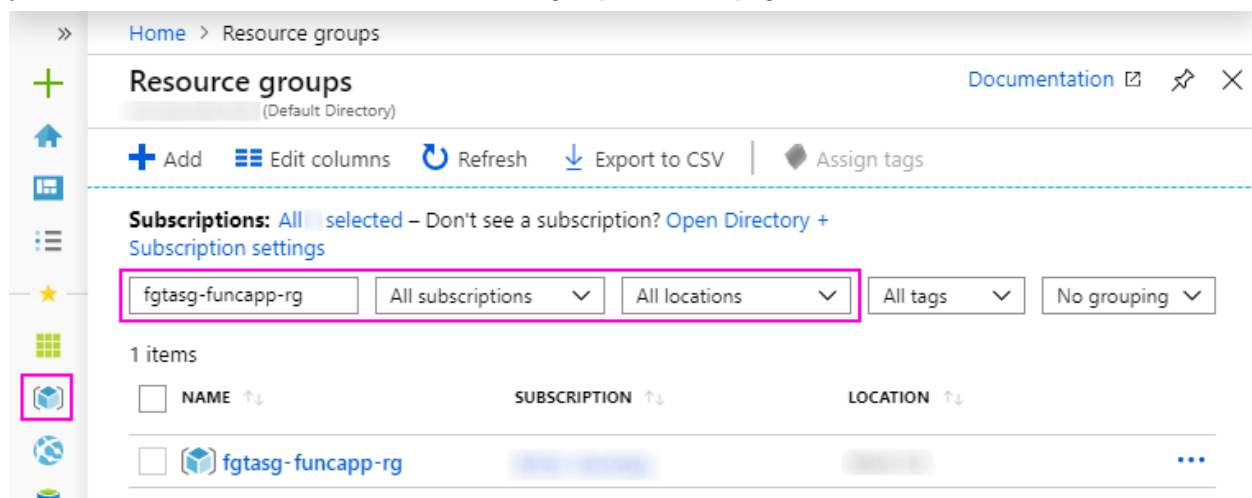 » Home > Resource groups
Resource groups Documentation
(Default Directory)
Add Edit columns Refresh Export to CSV Assign tags
Subscriptions: All selected – Don't see a subscription? Open Directory +
Subscription settings
fgtasg-funcapp-rg All subscriptions All locations All tags No grouping
1 items
NAME SUBSCRIPTION LOCATION
fgtasg-funcapp-rg